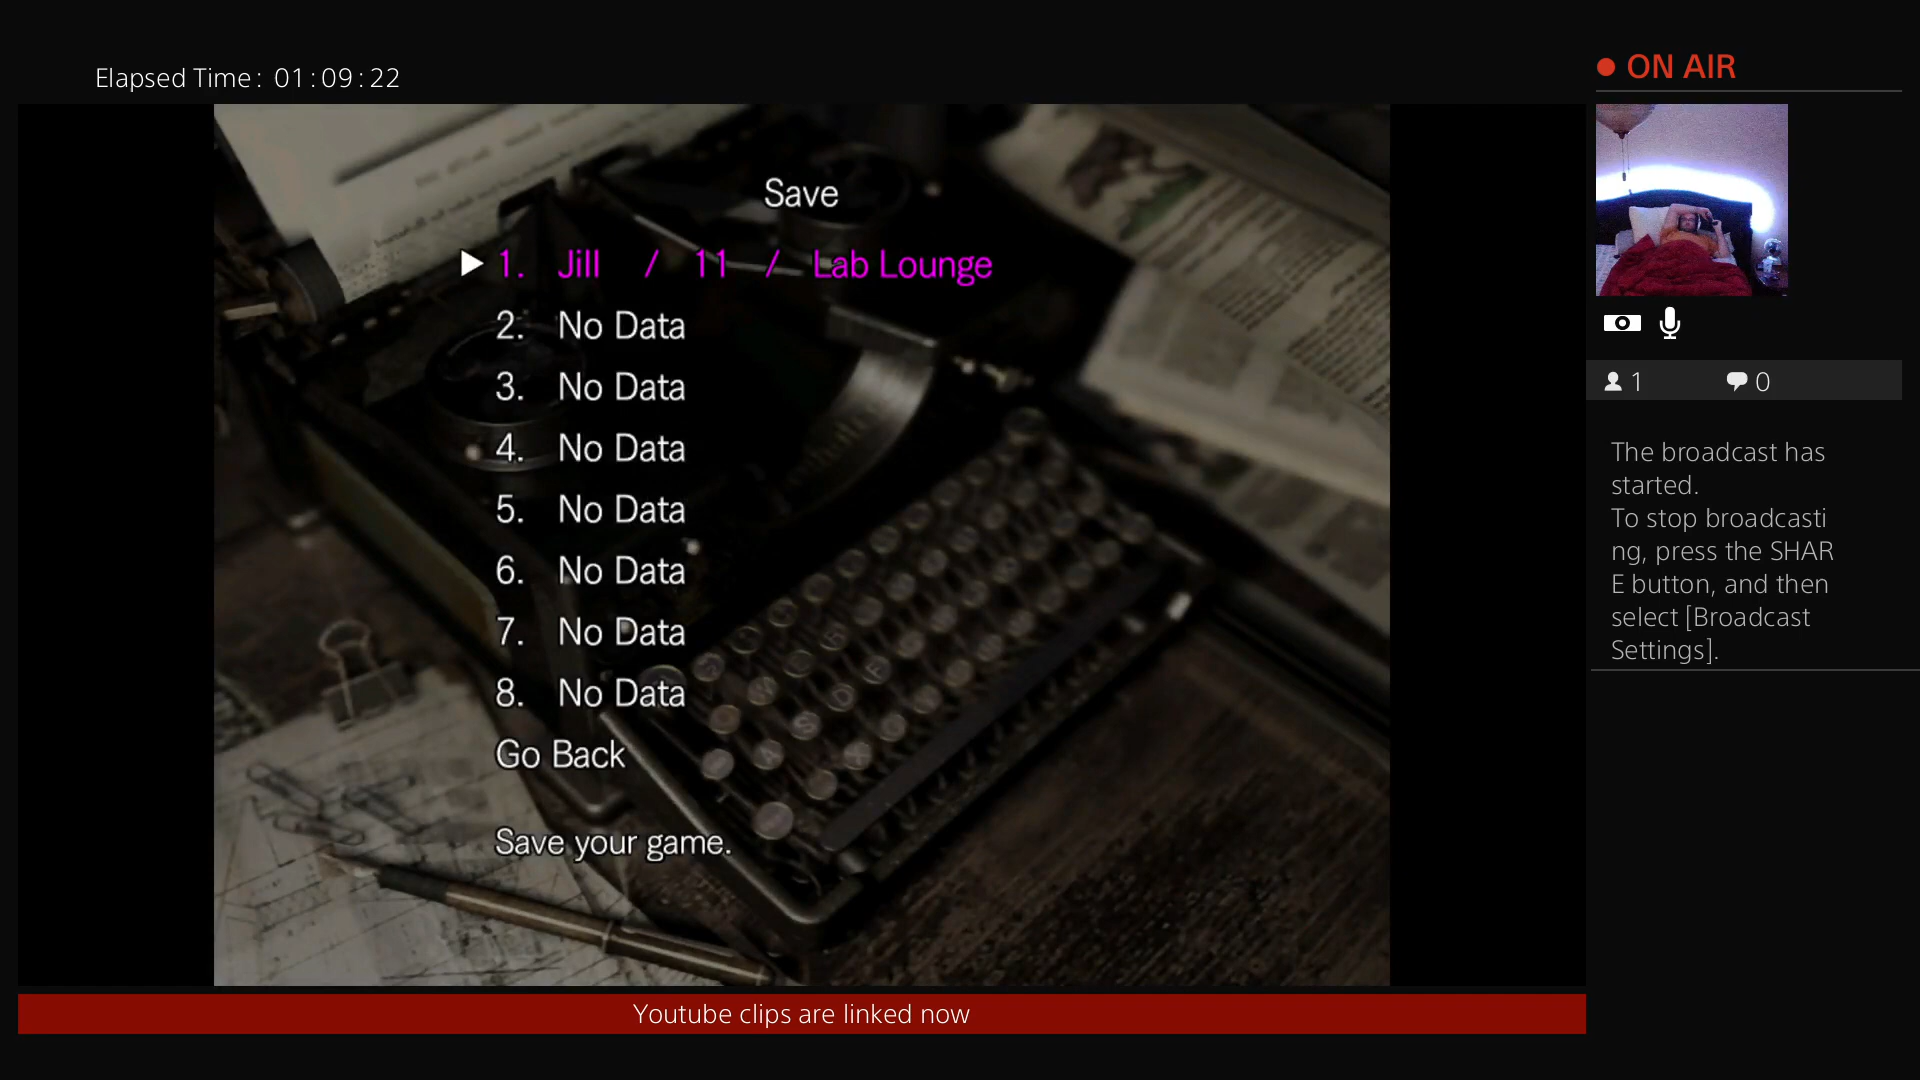 Elapsed Time: 01:09:22
ON AIR
Save
1. Jill / 11 / Lab Lounge
2. No Data
3. No Data
4. No Data
5. No Data
6. No Data
7. No Data
8. No Data
Go Back
Save your game.
1 0
The broadcast has
started.
To stop broadcasti
ng, press the SHAR
E button, and then
select [Broadcast
Settings].
Youtube clips are linked now